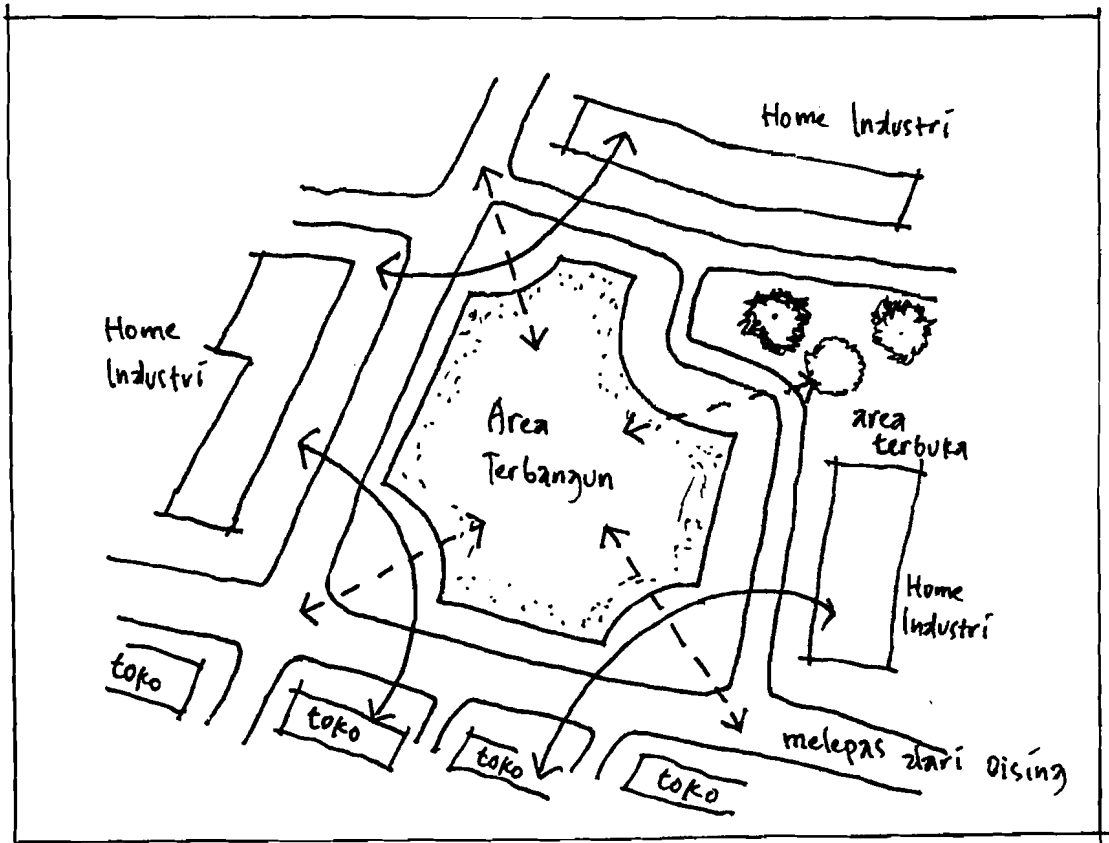 Home Industri
Home
Industri
Area
Terbangun
area
terbuka
Home
Industri
toko
toko
toko
toko
melepas dari bising